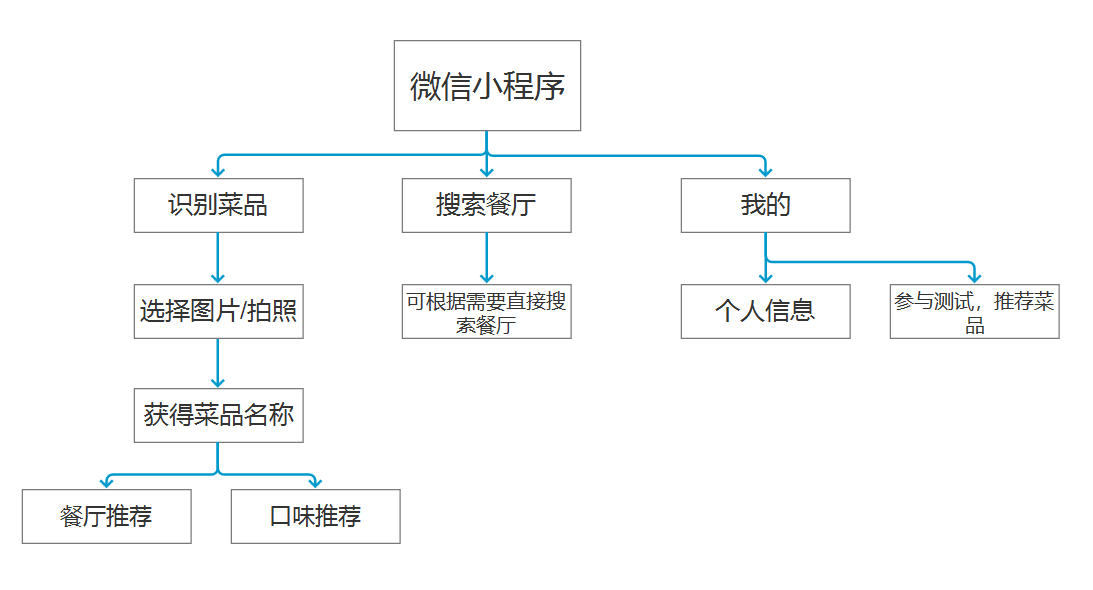 微信小程序
识别菜品
搜索餐厅
我的
选择图片/拍照
可根据需要直接搜
索餐厅
个人信息
参与测试，推荐菜
品
获得菜品名称
餐厅推荐
口味推荐